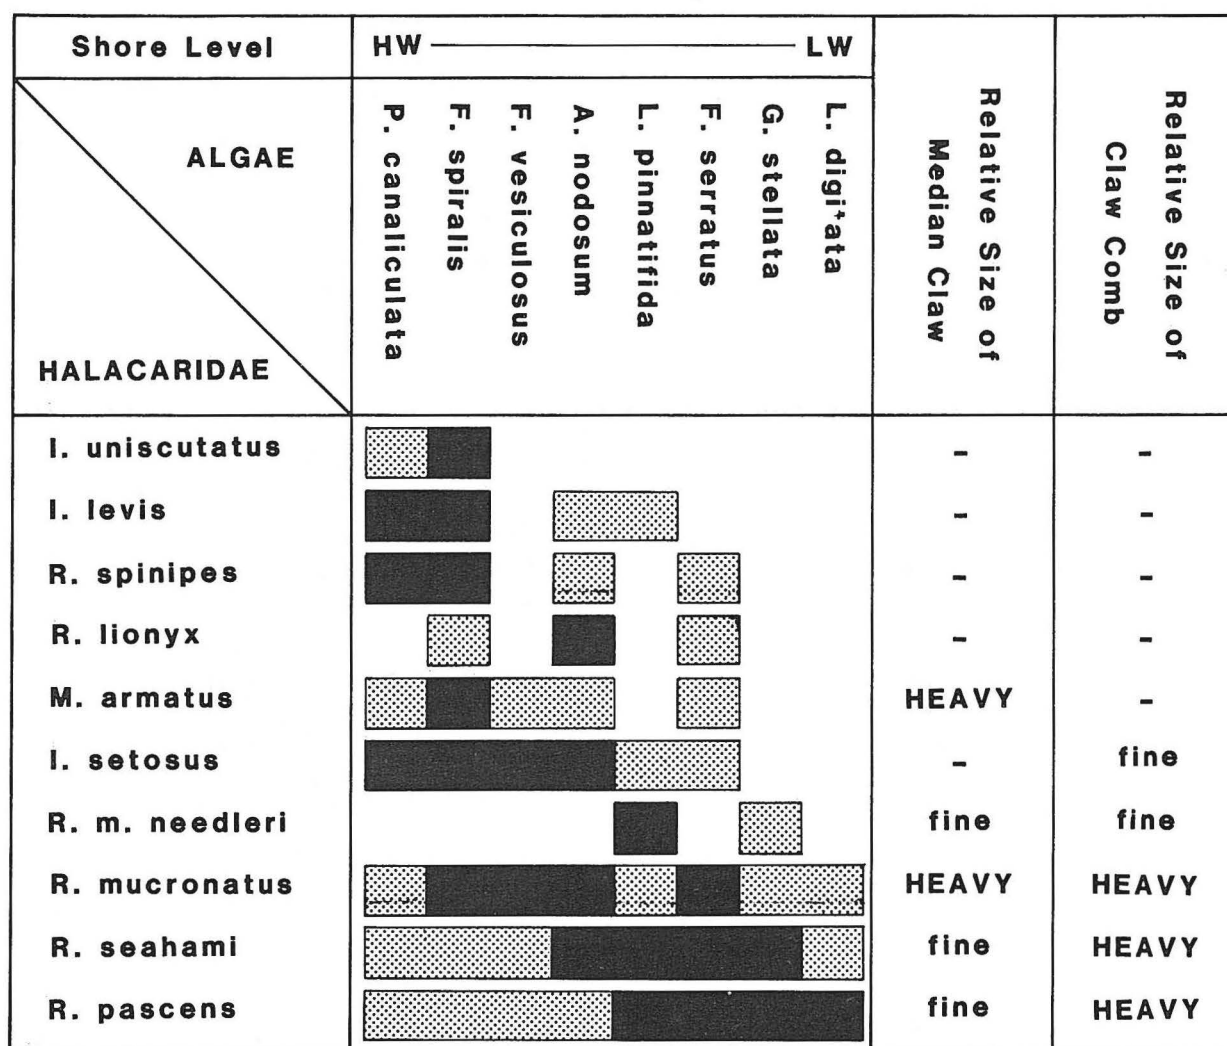 Shore Level
HW LW
ALGAE
HALACARIDAE
P. canaliculata
F. spiralis
F. vesiculosus
A. nodosum
L. pinnatifida
F. serratus
G. stellata
L. digi+ata
Relative Size of
Median Claw
Relative Size of
Claw Comb
I. uniscutatus - -
I. levis - -
R. spinipes - -
R. lionyx - -
M. armatus HEAVY -
I. setosus - fine
R. m. needleri fine fine
R. mucronatus HEAVY HEAVY
R. seahami fine HEAVY
R. pascens fine HEAVY